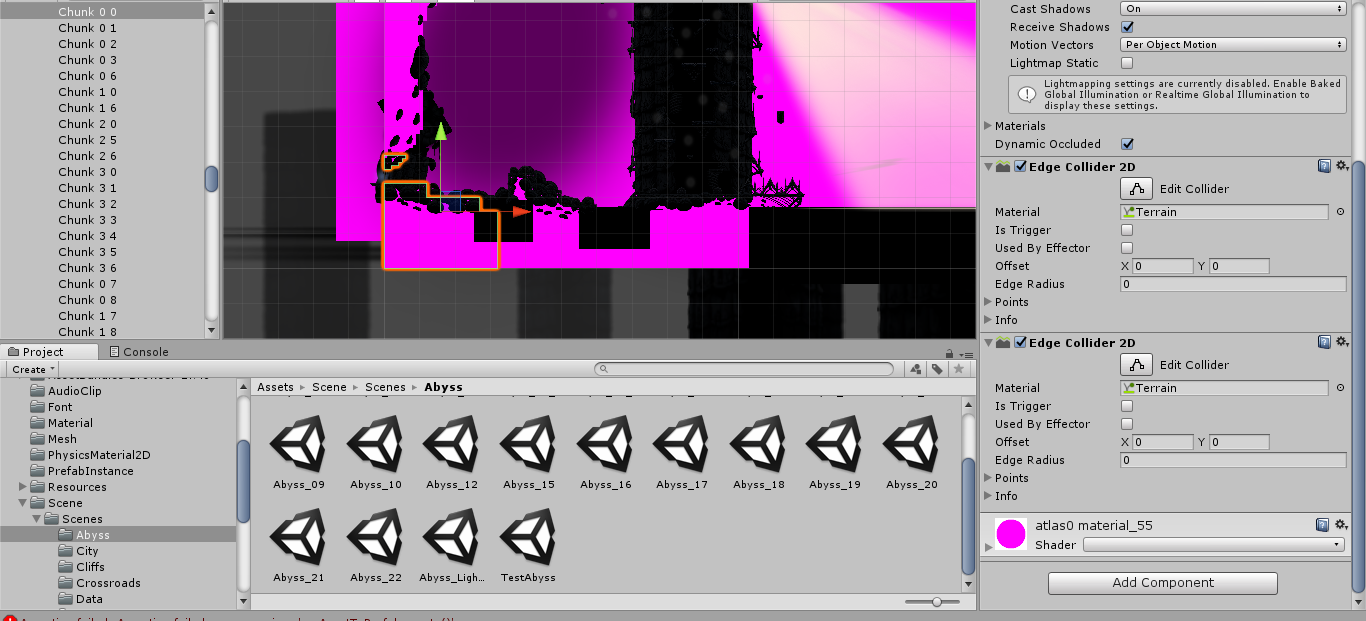 Chunk 0 0
Chunk 0 1
Chunk 0 2
Chunk 0 3
Chunk 0 6
Chunk 1 0
Chunk 1 6
Chunk 2 0
Chunk 2 5
Chunk 2 6
Chunk 3 0
Chunk 3 1
Chunk 3 2
Chunk 3 3
Chunk 3 4
Chunk 3 5
Chunk 3 6
Chunk 0 7
Chunk 0 8
Chunk 1 7
Chunk 1 8
Project
Console
Create
AudioClip
Font
Material
Mesh
PhysicsMaterial2D
PrefabInstance
Resources
Scene
Scenes
Abyss
City
Cliffs
Crossroads
Data
Assets Scene Scenes Abyss
Abyss_09 Abyss_10 Abyss_12 Abyss_15 Abyss_16 Abyss_17 Abyss_18 Abyss_19 Abyss_20
Abyss_21 Abyss_22 Abyss_Ligh... TestAbyss
Cast Shadows On
Receive Shadows
Motion Vectors Per Object Motion
Lightmap Static
Lightmapping settings are currently disabled. Enable Baked
Global Illumination or Realtime Global Illumination to
display these settings.
Materials
Dynamic Occluded
Edge Collider 2D
Edit Collider
Material Terrain
Is Trigger
Used By Effector
Offset X 0 Y 0
Edge Radius 0
Points
Info
Edge Collider 2D
Edit Collider
Material Terrain
Is Trigger
Used By Effector
Offset X 0 Y 0
Edge Radius 0
Points
Info
atlas0 material_55
Shader
Add Component